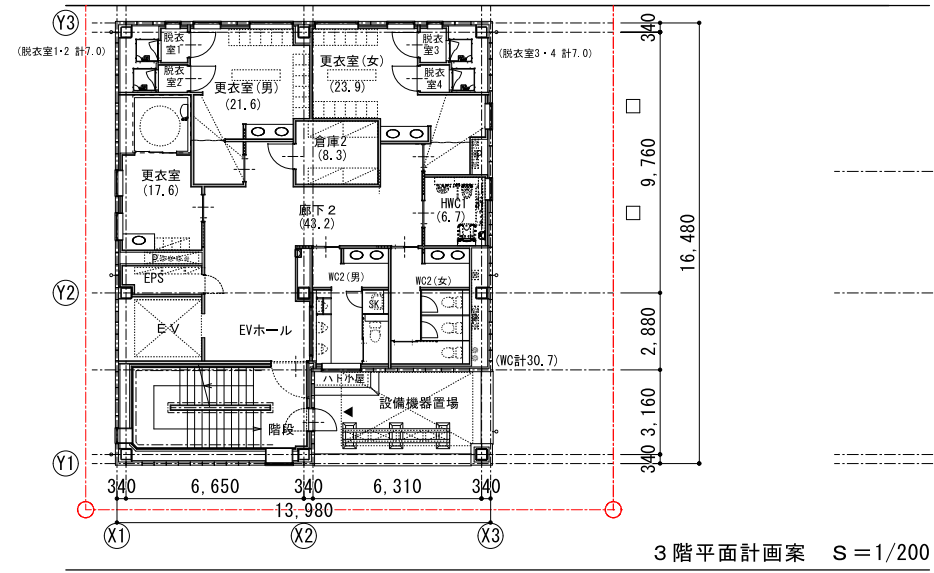 Y3
340
(脱衣室1・2 計7.0)
脱衣
室1
脱衣
室2
更衣室(男)
(21.6)
更衣室(女)
(23.9)
脱衣
室3
脱衣
室4
(脱衣室3・4 計7.0)
倉庫2
(8.3)
9,760
更衣室
(17.6)
HWC1
(6.7)
廊下2
(43.2)
16,480
EPS
WC2(男)
WC2(女)
Y2
SK
EV
EVホール
2,880
(WC計30.7)
ハト小屋
設備機器置場
3,160
階段
Y1
340
340
6,650
340
6,310
340
13,980
X1
X2
X3
3階平面計画案 S=1/200